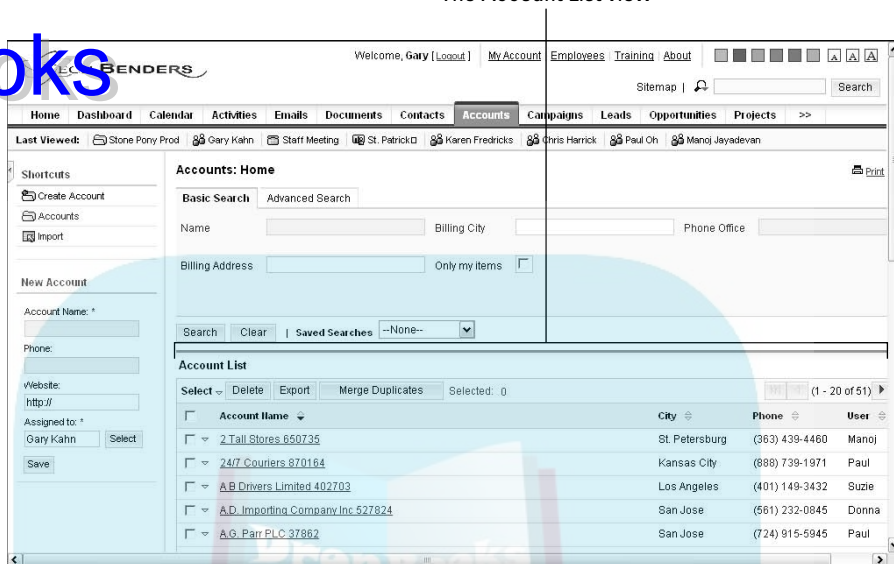 The Account List view
oks
TECH BENDERS
Welcome, Gary [ Logout ] My Account Employees Training About A A A
Sitemap | Search
Home Dashboard Calendar Activities Emails Documents Contacts Accounts Campaigns Leads Opportunities Projects >>
Last Viewed: Stone Pony Prod Gary Kahn Staff Meeting St. Patrick Karen Fredricks Chris Harrick Paul Oh Manoj Jayadevan
Shortcuts
Create Account
Accounts
Import
New Account
Account Name: *
Phone:
Website:
http://
Assigned to: *
Gary Kahn Select
Save
Accounts: Home Print
Basic Search Advanced Search
Name Billing City Phone Office
Billing Address Only my items
Search Clear | Saved Searches --None--
Account List
Select Delete Export Merge Duplicates Selected: 0 (1 - 20 of 51)
Account Name City Phone User
2 Tall Stores 650735 St. Petersburg (363) 439-4460 Manoj
24/7 Couriers 870164 Kansas City (888) 739-1971 Paul
A B Drivers Limited 402703 Los Angeles (401) 149-3432 Suzie
A.D. Importing Company Inc 527824 San Jose (561) 232-0845 Donna
A.G. Parr PLC 37862 San Jose (724) 915-5945 Paul